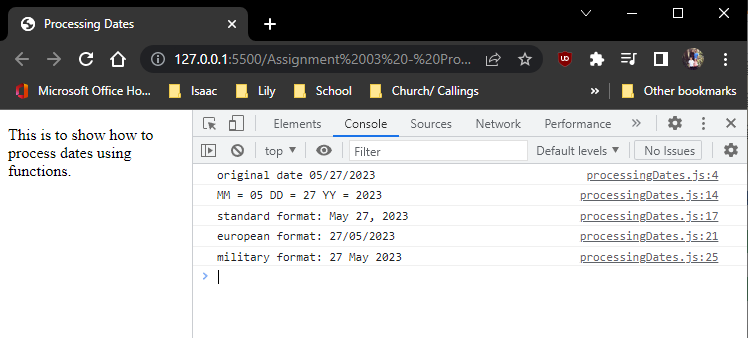 Processing Dates
127.0.0.1:5500/Assignment%2003%20-%20Pro...
Microsoft Office Ho... Isaac Lily School Church/ Callings » Other bookmarks
This is to show how to
process dates using
functions.
Elements Console Sources Network Performance »
top ▾ Filter Default levels ▾ No Issues
original date 05/27/2023 processingDates.js:4
MM = 05 DD = 27 YY = 2023 processingDates.js:14
standard format: May 27, 2023 processingDates.js:17
european format: 27/05/2023 processingDates.js:21
military format: 27 May 2023 processingDates.js:25